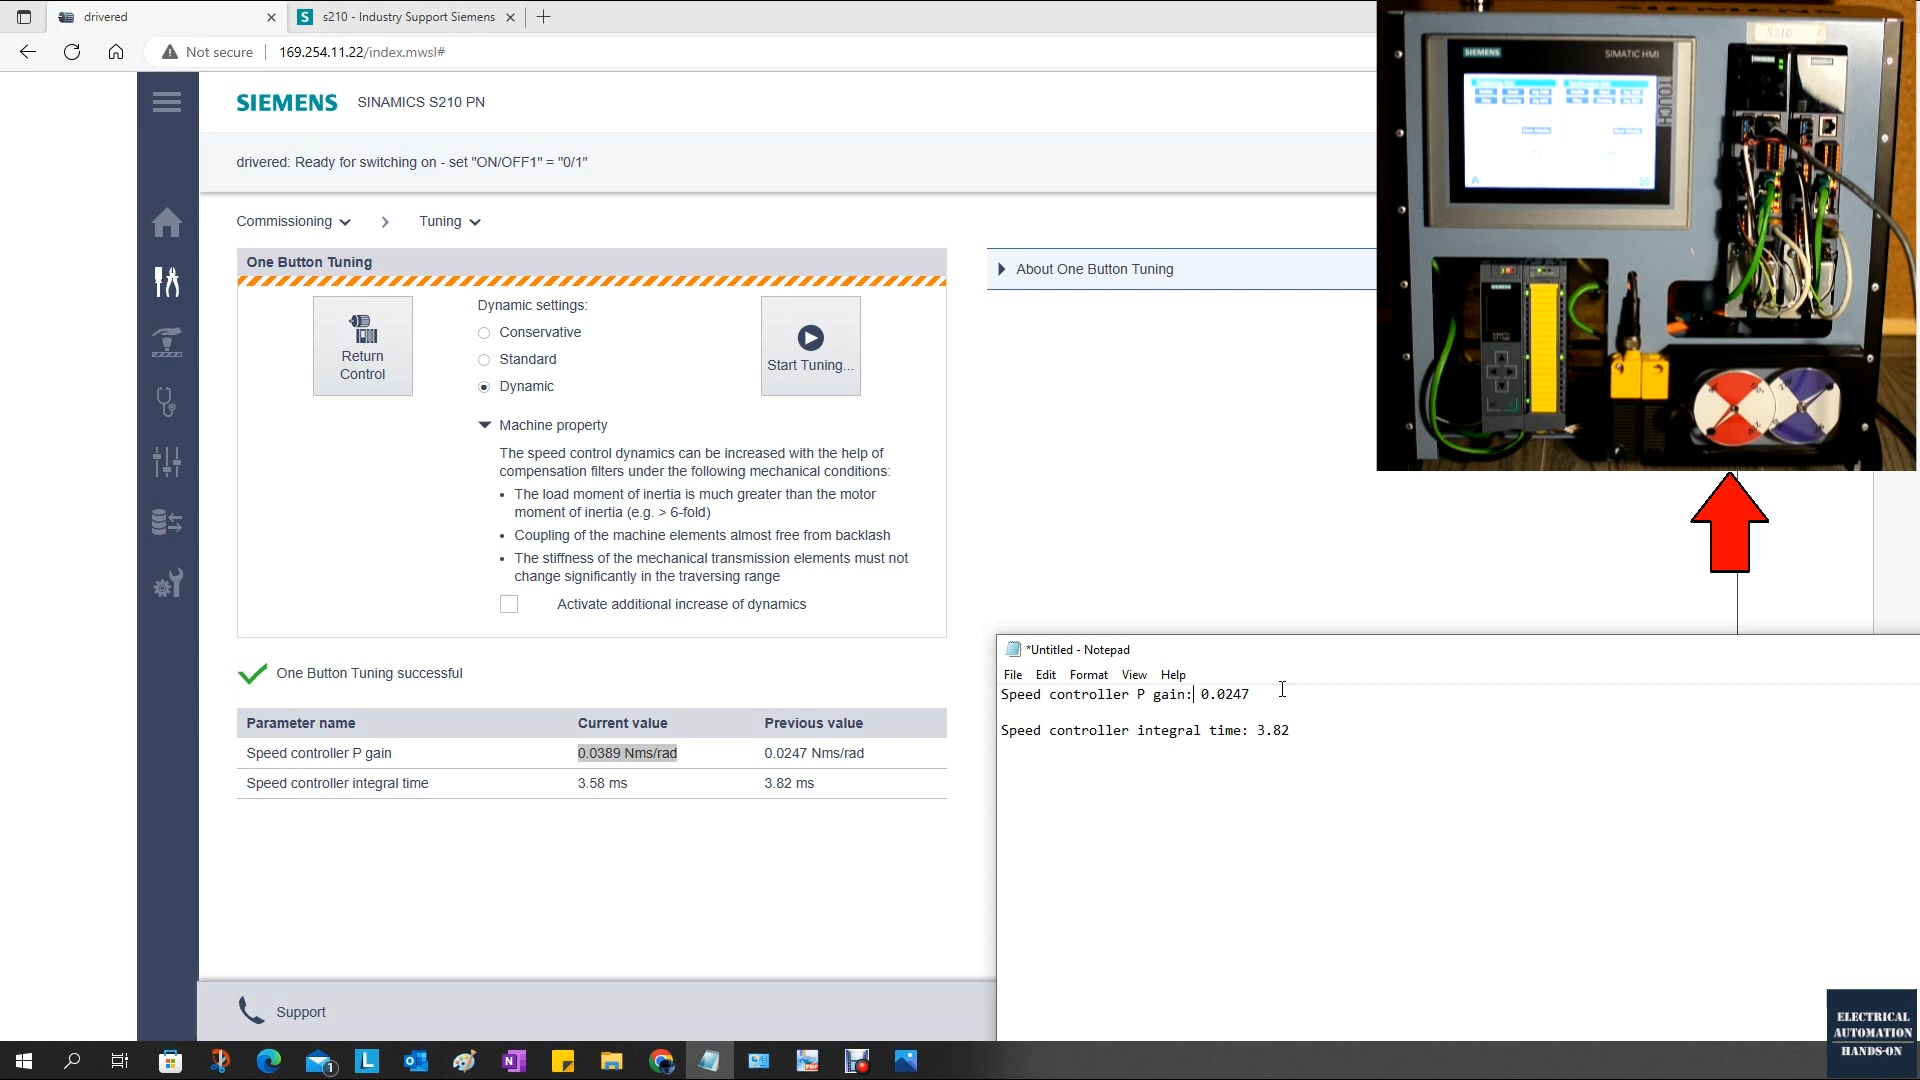 drivered
s210 - Industry Support Siemens
Not secure
169.254.11.22/index.mwsl#
SIEMENS
SINAMICS S210 PN
drivered: Ready for switching on - set "ON/OFF1" = "0/1"
Commissioning
Tuning
One Button Tuning
Return
Control
Dynamic settings:
Conservative
Standard
Dynamic
Start Tuning...
Machine property
The speed control dynamics can be increased with the help of
compensation filters under the following mechanical conditions:
• The load moment of inertia is much greater than the motor
moment of inertia (e.g. > 6-fold)
• Coupling of the machine elements almost free from backlash
• The stiffness of the mechanical transmission elements must not
change significantly in the traversing range
Activate additional increase of dynamics
About One Button Tuning
One Button Tuning successful
Parameter name Current value Previous value
Speed controller P gain 0.0389 Nms/rad 0.0247 Nms/rad
Speed controller integral time 3.58 ms 3.82 ms
Support
SIEMENS
SIMATIC HMI
TOUCH
S210
*Untitled - Notepad
File Edit Format View Help
Speed controller P gain: 0.0247
Speed controller integral time: 3.82
ELECTRICAL
AUTOMATION
HANDS-ON